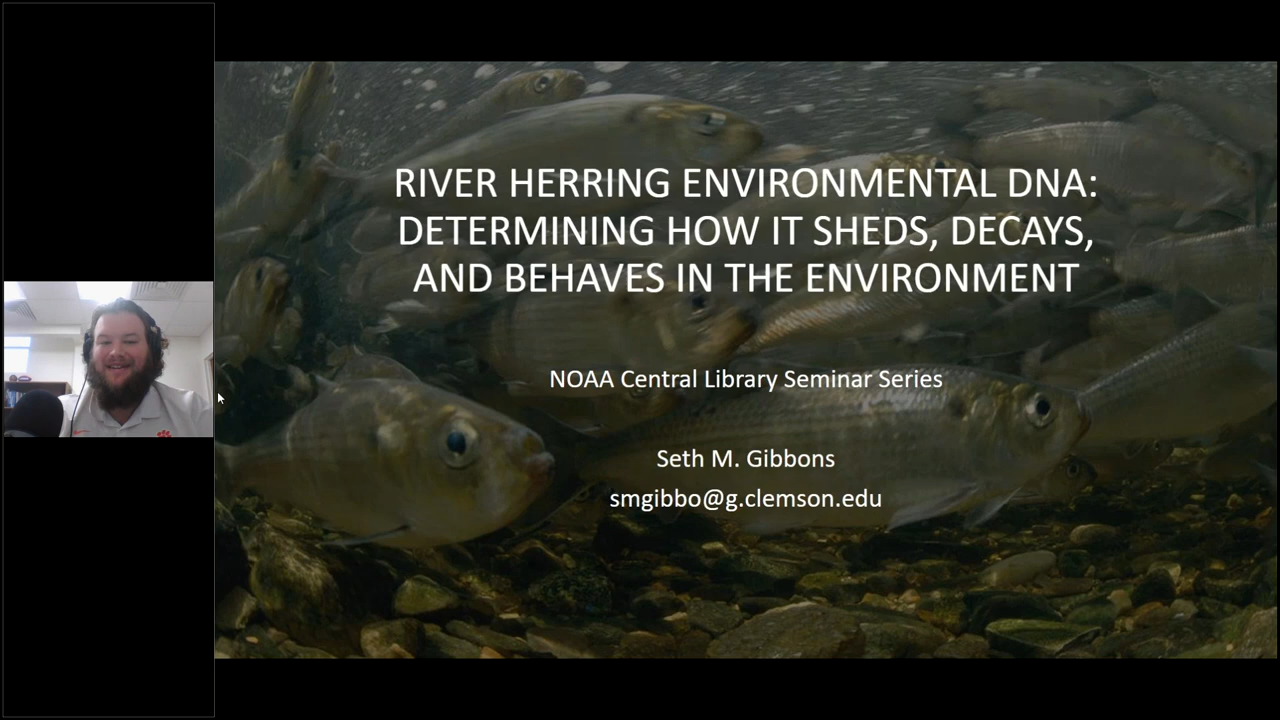 RIVER HERRING ENVIRONMENTAL DNA:
DETERMINING HOW IT SHEDS, DECAYS,
AND BEHAVES IN THE ENVIRONMENT
NOAA Central Library Seminar Series
Seth M. Gibbons
smgibbo@g.clemson.edu